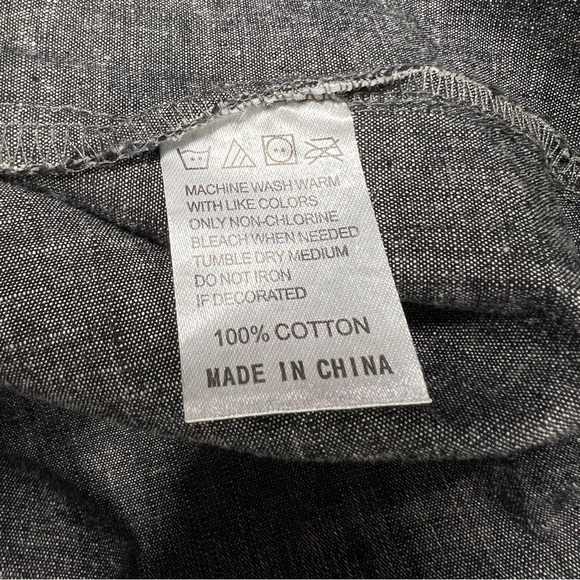 MACHINE WASH WARM
WITH LIKE COLORS
ONLY NON-CHLORINE
BLEACH WHEN NEEDED
TUMBLE DRY MEDIUM
DO NOT IRON
IF DECORATED
100% COTTON
MADE IN CHINA